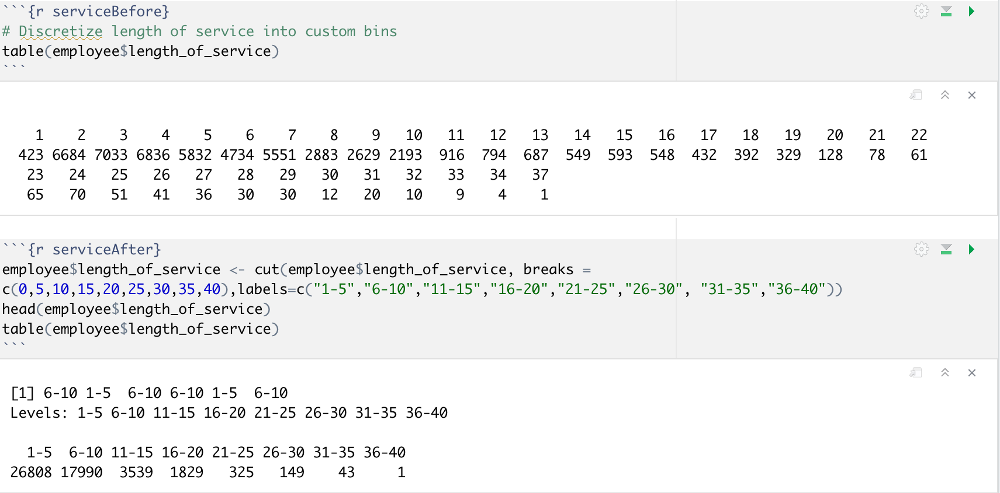 ```{r serviceBefore}
# Discretize length of service into custom bins
table(employee$length_of_service)
```
1 2 3 4 5 6 7 8 9 10 11 12 13 14 15 16 17 18 19 20 21 22
423 6684 7033 6836 5832 4734 5551 2883 2629 2193 916 794 687 549 593 548 432 392 329 128 78 61
23 24 25 26 27 28 29 30 31 32 33 34 37
65 70 51 41 36 30 30 12 20 10 9 4 1
```{r serviceAfter}
employee$length_of_service <- cut(employee$length_of_service, breaks =
c(0,5,10,15,20,25,30,35,40),labels=c("1-5","6-10","11-15","16-20","21-25","26-30", "31-35","36-40"))
head(employee$length_of_service)
table(employee$length_of_service)
```
[1] 6-10 1-5  6-10 6-10 1-5  6-10
Levels: 1-5 6-10 11-15 16-20 21-25 26-30 31-35 36-40
1-5 6-10 11-15 16-20 21-25 26-30 31-35 36-40
26808 17990 3539 1829 325 149 43 1